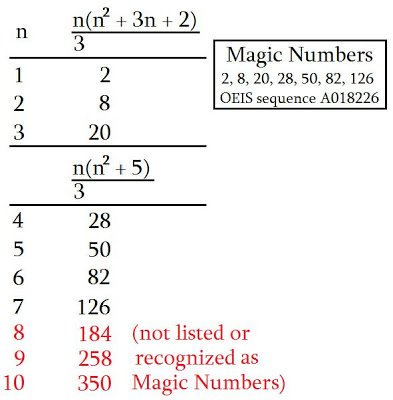 n n(n² + 3n + 2)
3
1 2
2 8
3 20
Magic Numbers
2, 8, 20, 28, 50, 82, 126
OEIS sequence A018226
n(n² + 5)
3
4 28
5 50
6 82
7 126
8 184 (not listed or
9 258 recognized as
10 350 Magic Numbers)